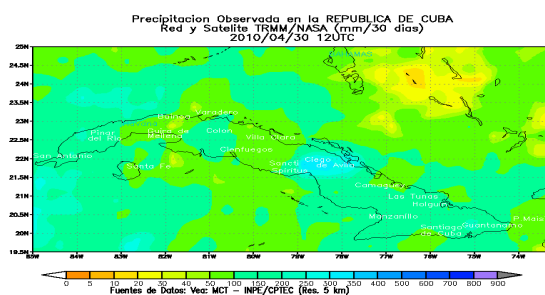 Precipitacion Observada en la REPUBLICA DE CUBA
Red y Satelite TRMM/NASA (mm/30 dias)
2010/04/30 12UTC
25N
BAHAMAS
24.5N
24N
23.5N
23N
Varadero
Pinar del Rio
Guira de Melena
Colon
22.5N
Villa Clara
Cienfuegos
22N
San Antonio
Santa Fe
Sancti Spiritus
Ciego de Avila
21.5N
Camaguey
21N
Las Tunas
Holguin
20.5N
Manzanillo
Santiago de Cuba
Guantanamo
P.Maisi
20N
19.5N
85W 84W 83W 82W 81W 80W 79W 78W 77W 76W 75W 74W
0 5 10 20 30 40 50 100 150 200 250 300 350 400 500 600 700 800 900
Fuentes de Datos: Vea: MCT – INPE/CPTEC (Res. 5 km)